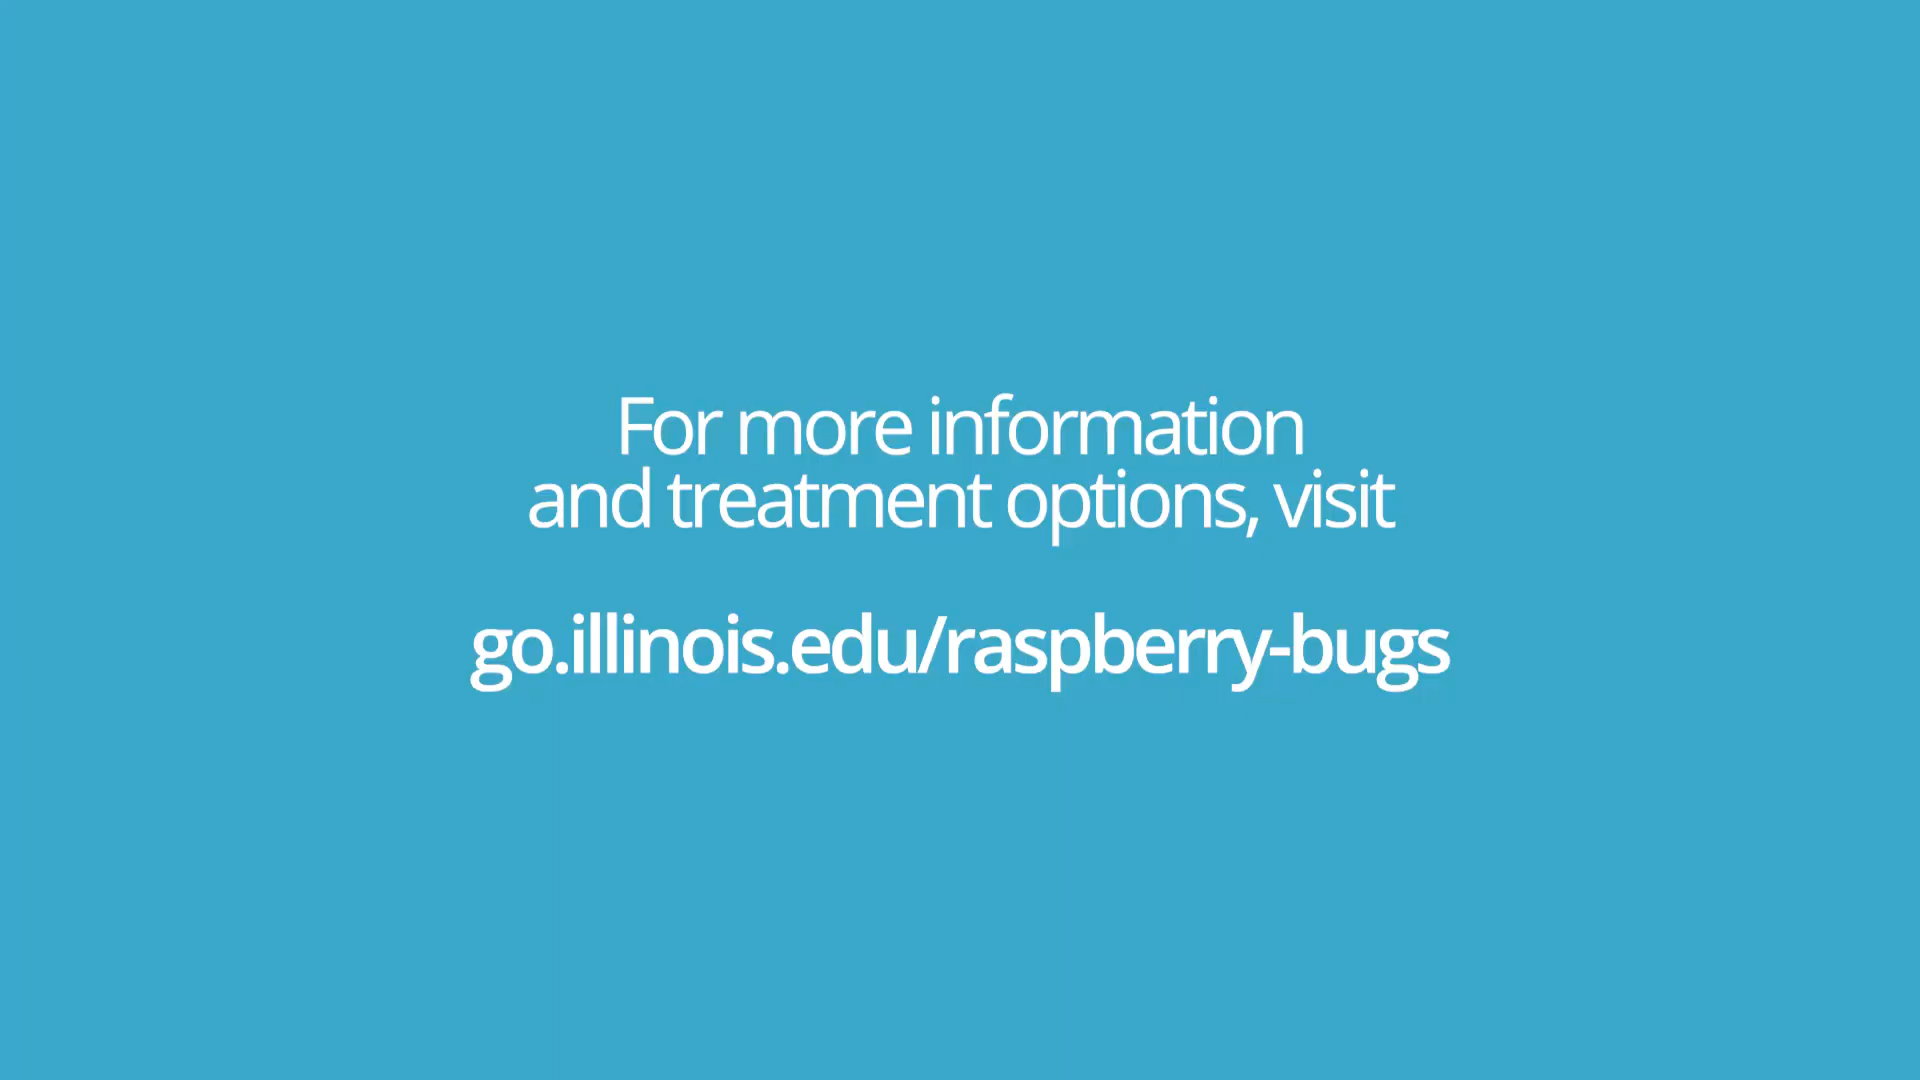 For more information
and treatment options, visit
go.illinois.edu/raspberry-bugs